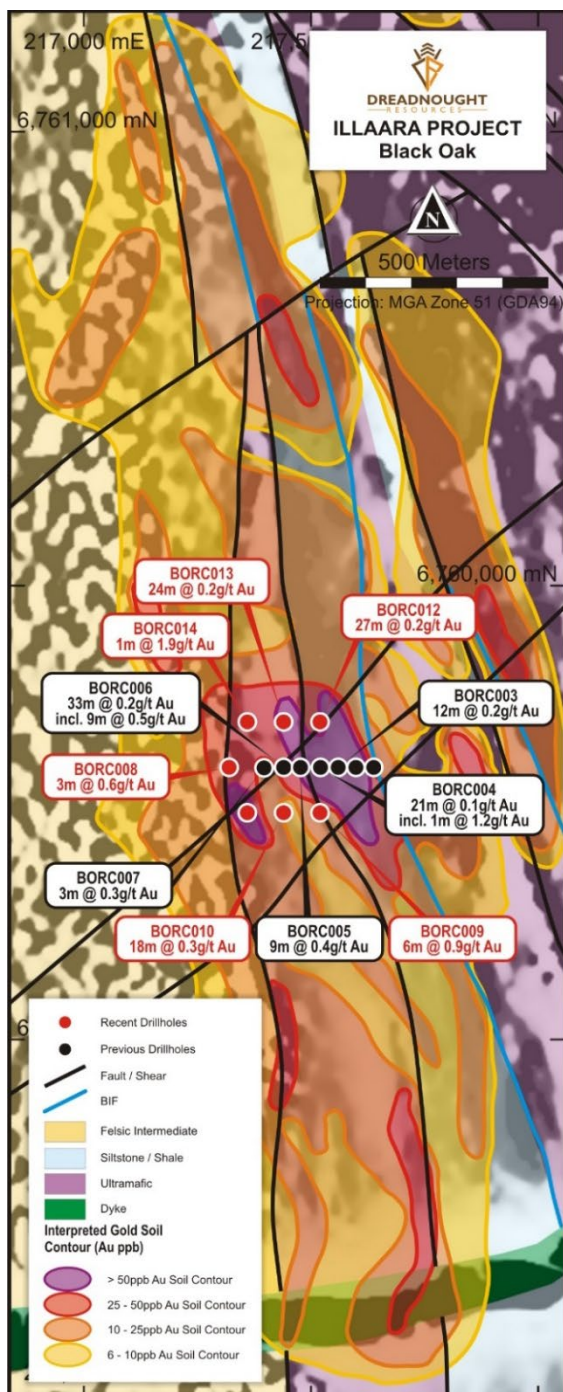 217,000 mE
217,5
DREADNOUGHT
RESOURCES
ILLAARA PROJECT
Black Oak
6,761,000 mN
N
N
500 Meters
Projection: MGA Zone 51 (GDA94)
6,760,000 mN
BORC013
24m @ 0.2g/t Au
BORC014
1m @ 1.9g/t Au
BORC012
27m @ 0.2g/t Au
BORC006
33m @ 0.2g/t Au
incl. 9m @ 0.5g/t Au
BORC003
12m @ 0.2g/t Au
BORC008
3m @ 0.6g/t Au
BORC004
21m @ 0.1g/t Au
incl. 1m @ 1.2g/t Au
BORC007
3m @ 0.3g/t Au
BORC010
18m @ 0.3g/t Au
BORC005
9m @ 0.4g/t Au
BORC009
6m @ 0.9g/t Au
6
Recent Drillholes
Previous Drillholes
Fault / Shear
BIF
Felsic Intermediate
Siltstone / Shale
Ultramafic
Dyke
Interpreted Gold Soil
Contour (Au ppb)
> 50ppb Au Soil Contour
25 - 50ppb Au Soil Contour
10 - 25ppb Au Soil Contour
6 - 10ppb Au Soil Contour